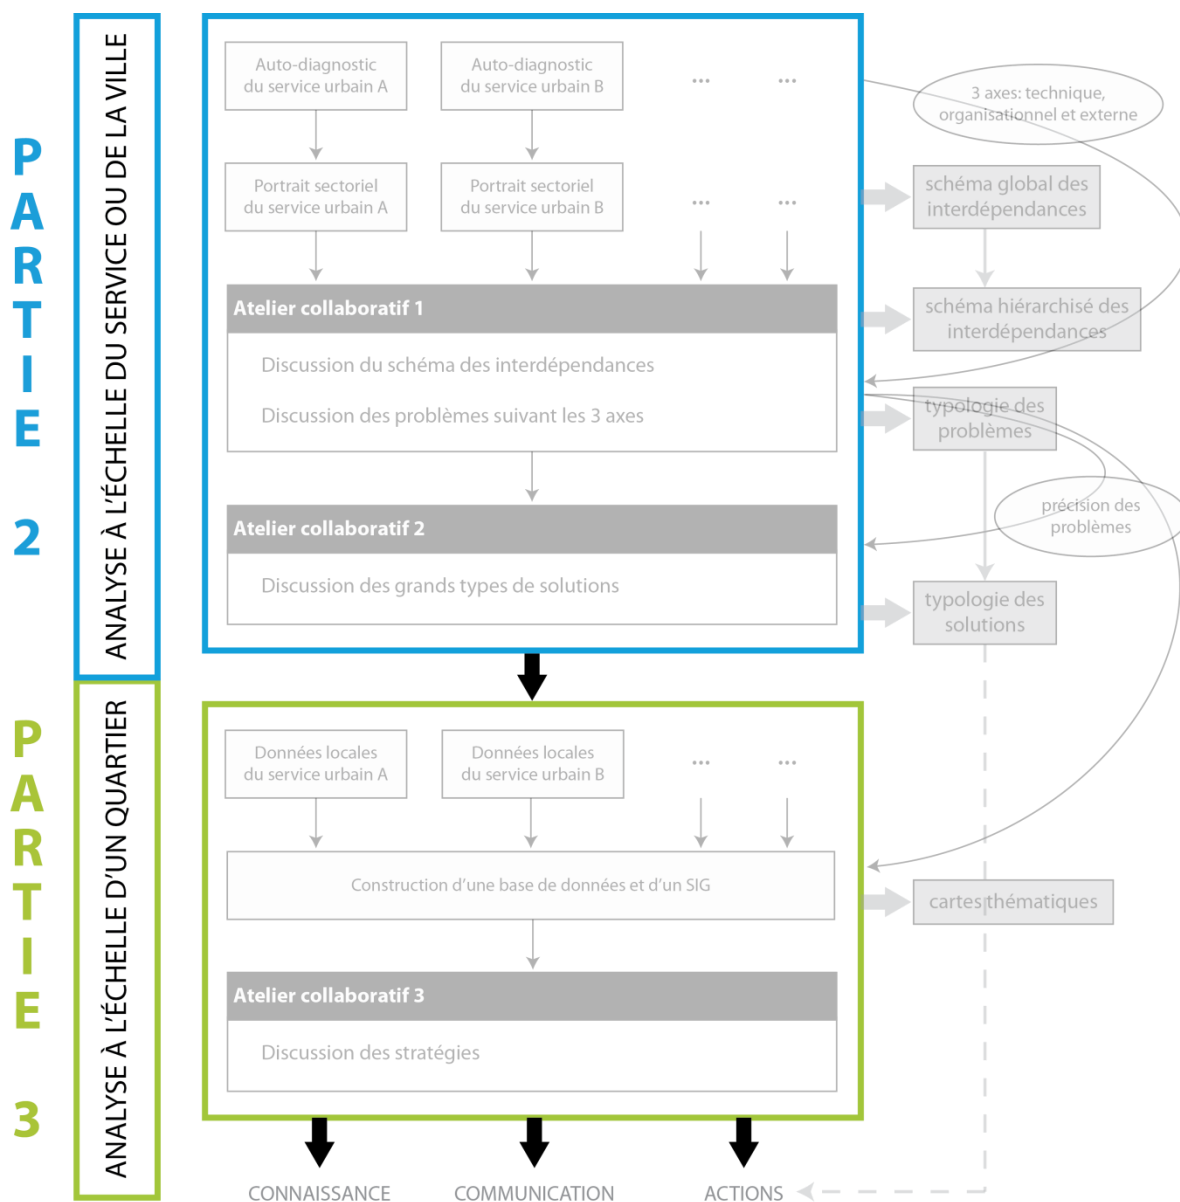 PARTIE 2
ANALYSE À L'ÉCHELLE DU SERVICE OU DE LA VILLE
Auto-diagnostic
du service urbain A
Auto-diagnostic
du service urbain B
...
...
3 axes: technique,
organisationnel et externe
Portrait sectoriel
du service urbain A
Portrait sectoriel
du service urbain B
...
...
schéma global des
interdépendances
Atelier collaboratif 1
schéma hiérarchisé des
interdépendances
Discussion du schéma des interdépendances
Discussion des problèmes suivant les 3 axes
typologie des
problèmes
Atelier collaboratif 2
précision des
problèmes
Discussion des grands types de solutions
typologie des
solutions
PARTIE 3
ANALYSE À L'ÉCHELLE D'UN QUARTIER
Données locales
du service urbain A
Données locales
du service urbain B
...
...
Construction d'une base de données et d'un SIG
cartes thématiques
Atelier collaboratif 3
Discussion des stratégies
CONNAISSANCE
COMMUNICATION
ACTIONS